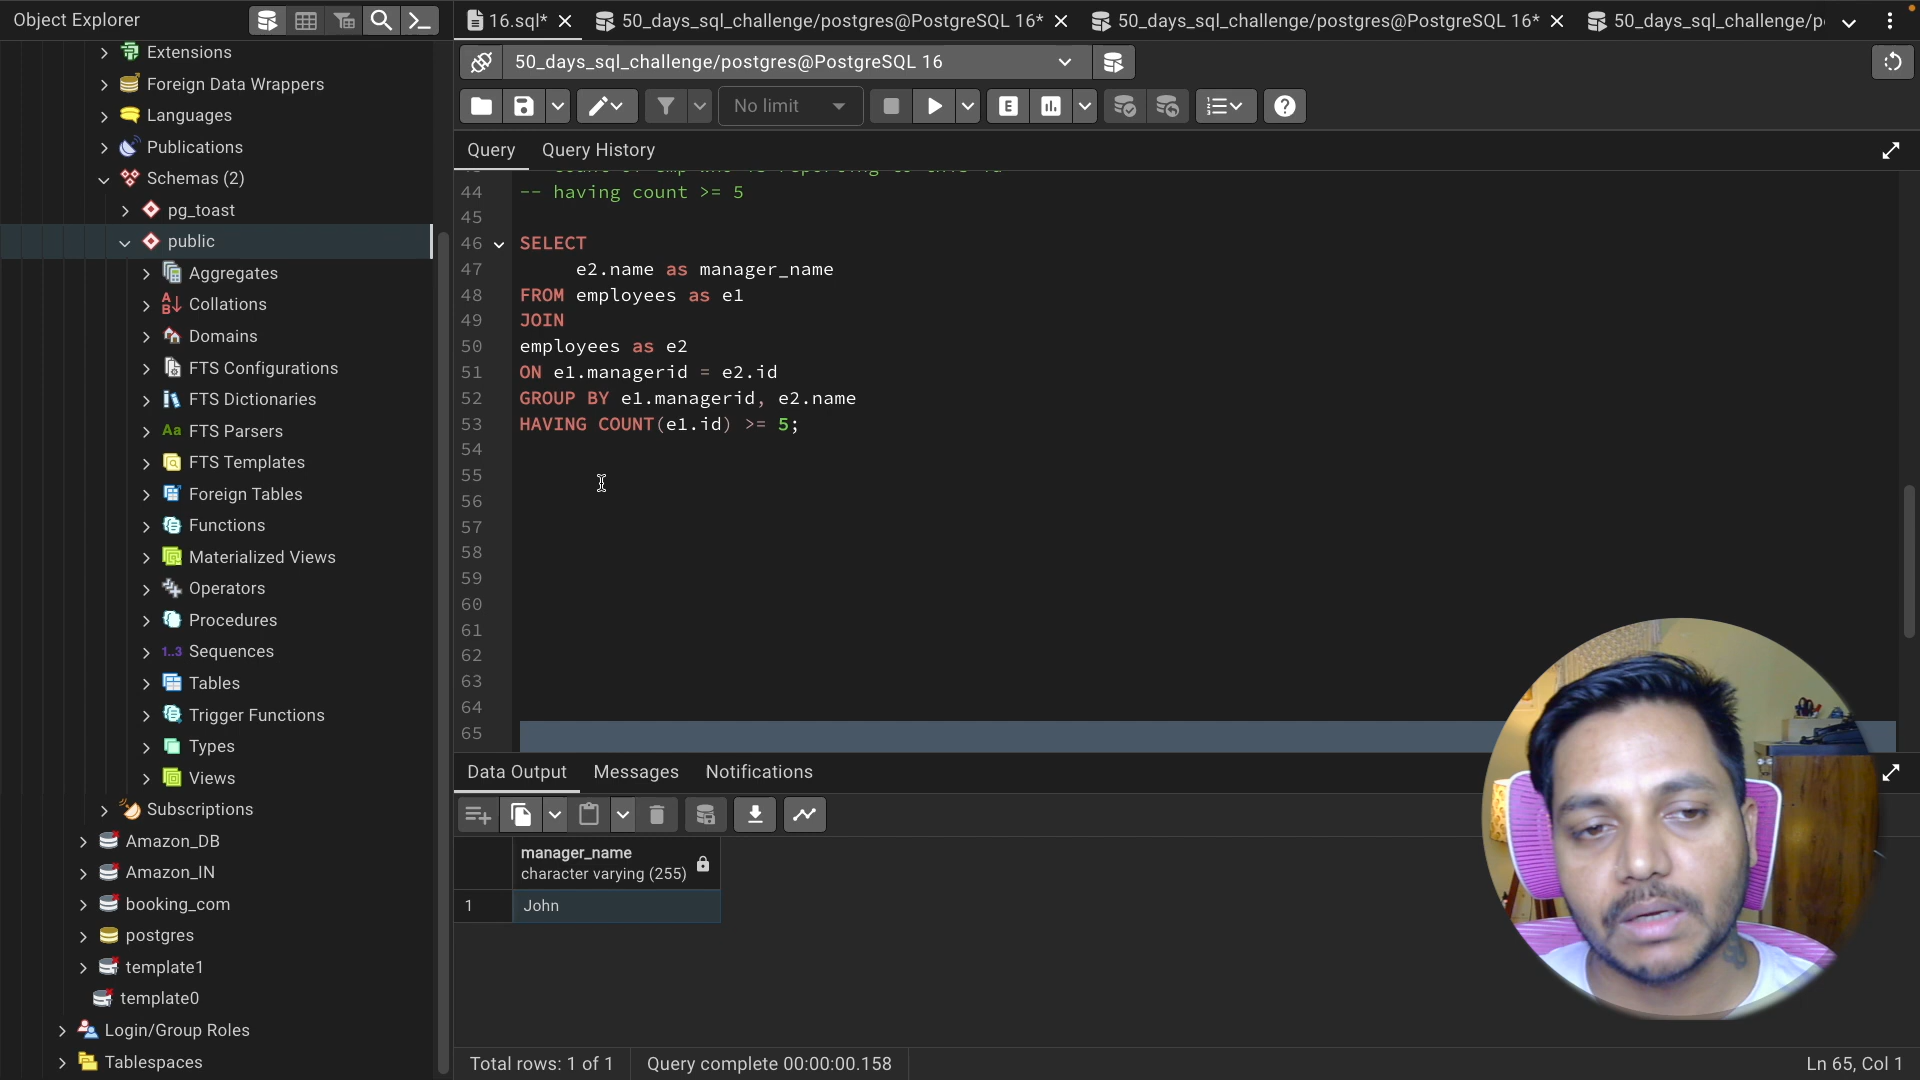 Object Explorer
Extensions
Foreign Data Wrappers
Languages
Publications
Schemas (2)
pg_toast
public
Aggregates
Collations
Domains
FTS Configurations
FTS Dictionaries
Aa FTS Parsers
FTS Templates
Foreign Tables
Functions
Materialized Views
Operators
Procedures
1..3 Sequences
Tables
Trigger Functions
Types
Views
Subscriptions
Amazon_DB
Amazon_IN
booking_com
postgres
template1
template0
Login/Group Roles
Tablespaces
16.sql* 50_days_sql_challenge/postgres@PostgreSQL 16* 50_days_sql_challenge/postgres@PostgreSQL 16* 50_days_sql_challenge/p
50_days_sql_challenge/postgres@PostgreSQL 16
No limit E
Query Query History
44 -- having count >= 5
45
46 SELECT
47 e2.name as manager_name
48 FROM employees as e1
49 JOIN
50 employees as e2
51 ON e1.managerid = e2.id
52 GROUP BY e1.managerid, e2.name
53 HAVING COUNT(e1.id) >= 5;
54
55
56
57
58
59
60
61
62
63
64
65
Data Output Messages Notifications
manager_name
character varying (255)
1 John
Total rows: 1 of 1 Query complete 00:00:00.158 Ln 65, Col 1